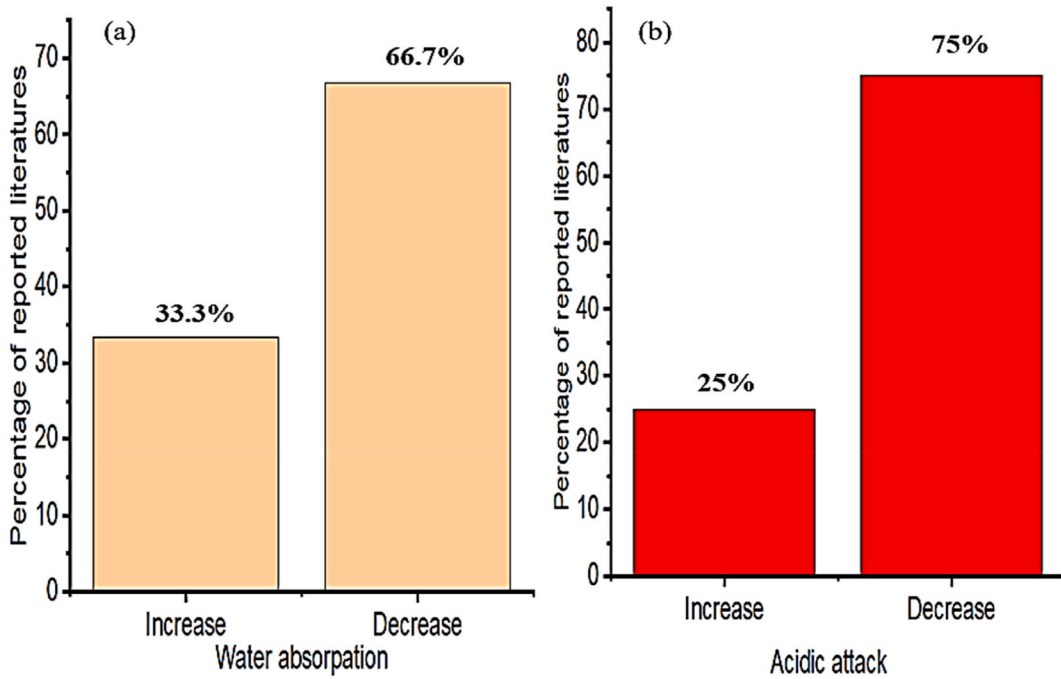 (a)
Percentage of reported literatures
70
60
50
40
30
20
10
0
33.3%
66.7%
Increase
Decrease
Water absorpation
(b)
Percentage of reported literatures
80
70
60
50
40
30
20
10
0
25%
75%
Increase
Decrease
Acidic attack